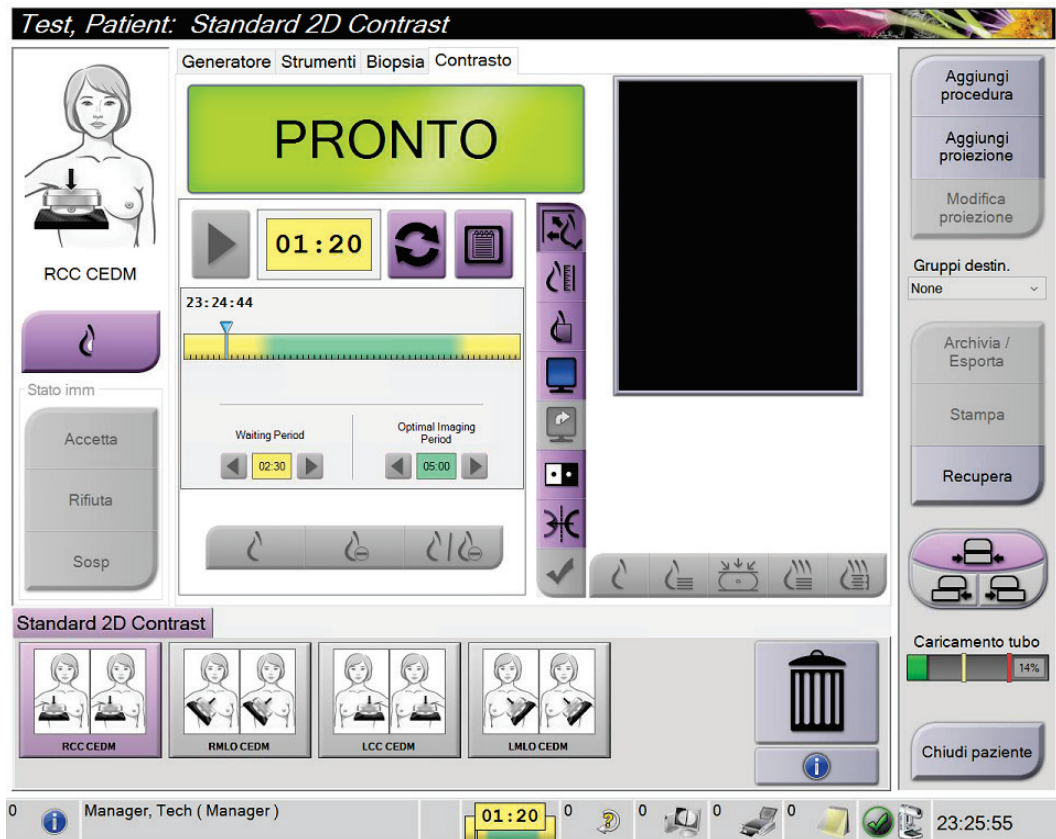 Test, Patient: Standard 2D Contrast
Generatore Strumenti Biopsia Contrasto
PRONTO
RCC CEDM
01:20
23:24:44
Waiting Period
Optimal Imaging
Period
02:30
05:00
Stato imm
Accetta
Rifiuta
Sosp
Aggiungi
procedura
Aggiungi
proiezione
Modifica
proiezione
Gruppi destin.
None
Archivia /
Esporta
Stampa
Recupera
Caricamento tubo
14%
Chiudi paziente
Standard 2D Contrast
RCC CEDM
RMLO CEDM
LCC CEDM
LMLO CEDM
0
Manager, Tech ( Manager )
01:20
0
0
0
0
23:25:55